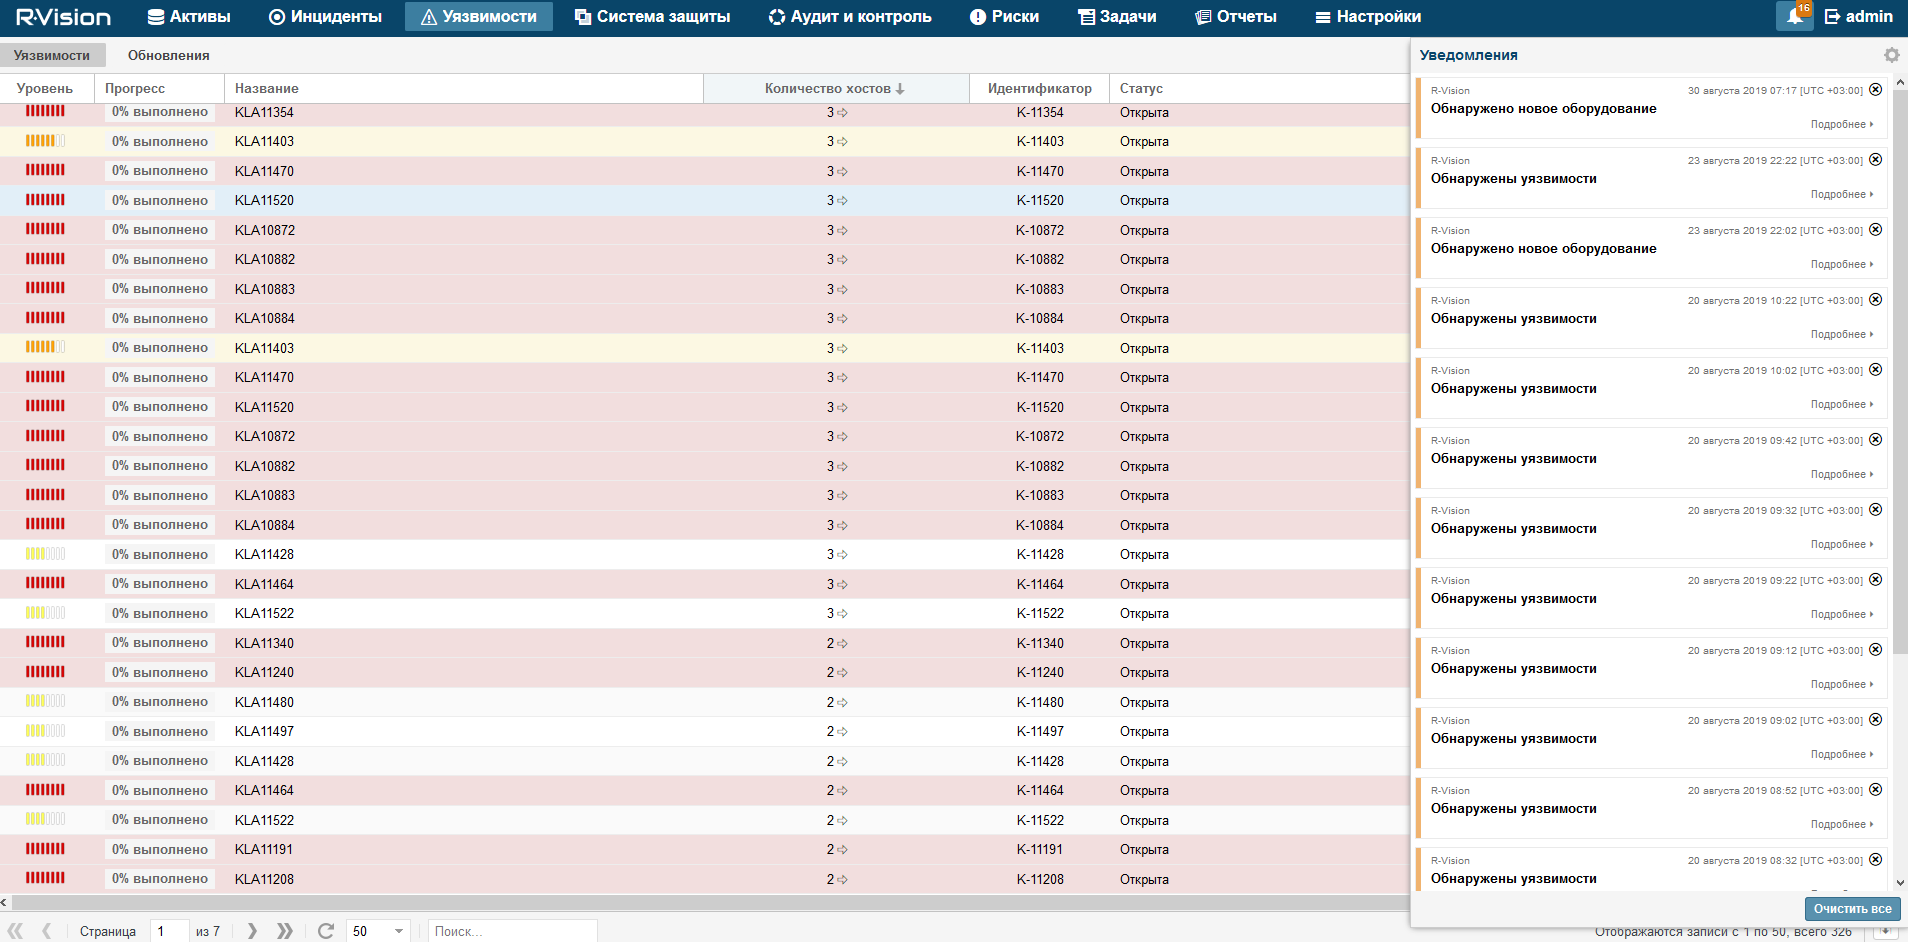 R-Vision Активы Инциденты Уязвимости Система защиты Аудит и контроль Риски Задачи Отчеты Настройки 16 admin
Уязвимости Обновления
Уровень Прогресс Название Количество хостов Идентификатор Статус
0% выполнено KLA11354 3 K-11354 Открыта
0% выполнено KLA11403 3 K-11403 Открыта
0% выполнено KLA11470 3 K-11470 Открыта
0% выполнено KLA11520 3 K-11520 Открыта
0% выполнено KLA10872 3 K-10872 Открыта
0% выполнено KLA10882 3 K-10882 Открыта
0% выполнено KLA10883 3 K-10883 Открыта
0% выполнено KLA10884 3 K-10884 Открыта
0% выполнено KLA11403 3 K-11403 Открыта
0% выполнено KLA11470 3 K-11470 Открыта
0% выполнено KLA11520 3 K-11520 Открыта
0% выполнено KLA10872 3 K-10872 Открыта
0% выполнено KLA10882 3 K-10882 Открыта
0% выполнено KLA10883 3 K-10883 Открыта
0% выполнено KLA10884 3 K-10884 Открыта
0% выполнено KLA11428 3 K-11428 Открыта
0% выполнено KLA11464 3 K-11464 Открыта
0% выполнено KLA11522 3 K-11522 Открыта
0% выполнено KLA11340 2 K-11340 Открыта
0% выполнено KLA11240 2 K-11240 Открыта
0% выполнено KLA11480 2 K-11480 Открыта
0% выполнено KLA11497 2 K-11497 Открыта
0% выполнено KLA11428 2 K-11428 Открыта
0% выполнено KLA11464 2 K-11464 Открыта
0% выполнено KLA11522 2 K-11522 Открыта
0% выполнено KLA11191 2 K-11191 Открыта
0% выполнено KLA11208 2 K-11208 Открыта
Уведомления
R-Vision 30 августа 2019 07:17 [UTC +03:00]
Обнаружено новое оборудование
Подробнее
R-Vision 23 августа 2019 22:22 [UTC +03:00]
Обнаружены уязвимости
Подробнее
R-Vision 23 августа 2019 22:02 [UTC +03:00]
Обнаружено новое оборудование
Подробнее
R-Vision 20 августа 2019 10:22 [UTC +03:00]
Обнаружены уязвимости
Подробнее
R-Vision 20 августа 2019 10:02 [UTC +03:00]
Обнаружены уязвимости
Подробнее
R-Vision 20 августа 2019 09:42 [UTC +03:00]
Обнаружены уязвимости
Подробнее
R-Vision 20 августа 2019 09:32 [UTC +03:00]
Обнаружены уязвимости
Подробнее
R-Vision 20 августа 2019 09:22 [UTC +03:00]
Обнаружены уязвимости
Подробнее
R-Vision 20 августа 2019 09:12 [UTC +03:00]
Обнаружены уязвимости
Подробнее
R-Vision 20 августа 2019 09:02 [UTC +03:00]
Обнаружены уязвимости
Подробнее
R-Vision 20 августа 2019 08:52 [UTC +03:00]
Обнаружены уязвимости
Подробнее
R-Vision 20 августа 2019 08:32 [UTC +03:00]
Обнаружены уязвимости
Очистить все
Страница 1 из 7 50 Поиск... Отображаются записи с 1 по 50, всего 326